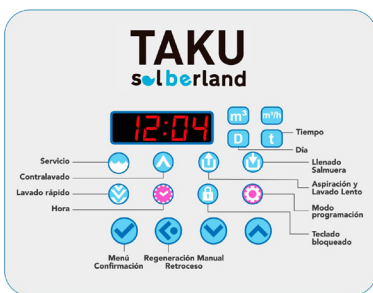 TAKU
solberland
12:04
m³ m³/h
D t
Tiempo
Día
Servicio
Contralavado
Lavado rápido
Hora
Llenado
Salmuera
Aspiración y
Lavado Lento
Modo
programación
Teclado
bloqueado
Menú
Confirmación
Regeneración Manual
Retroceso